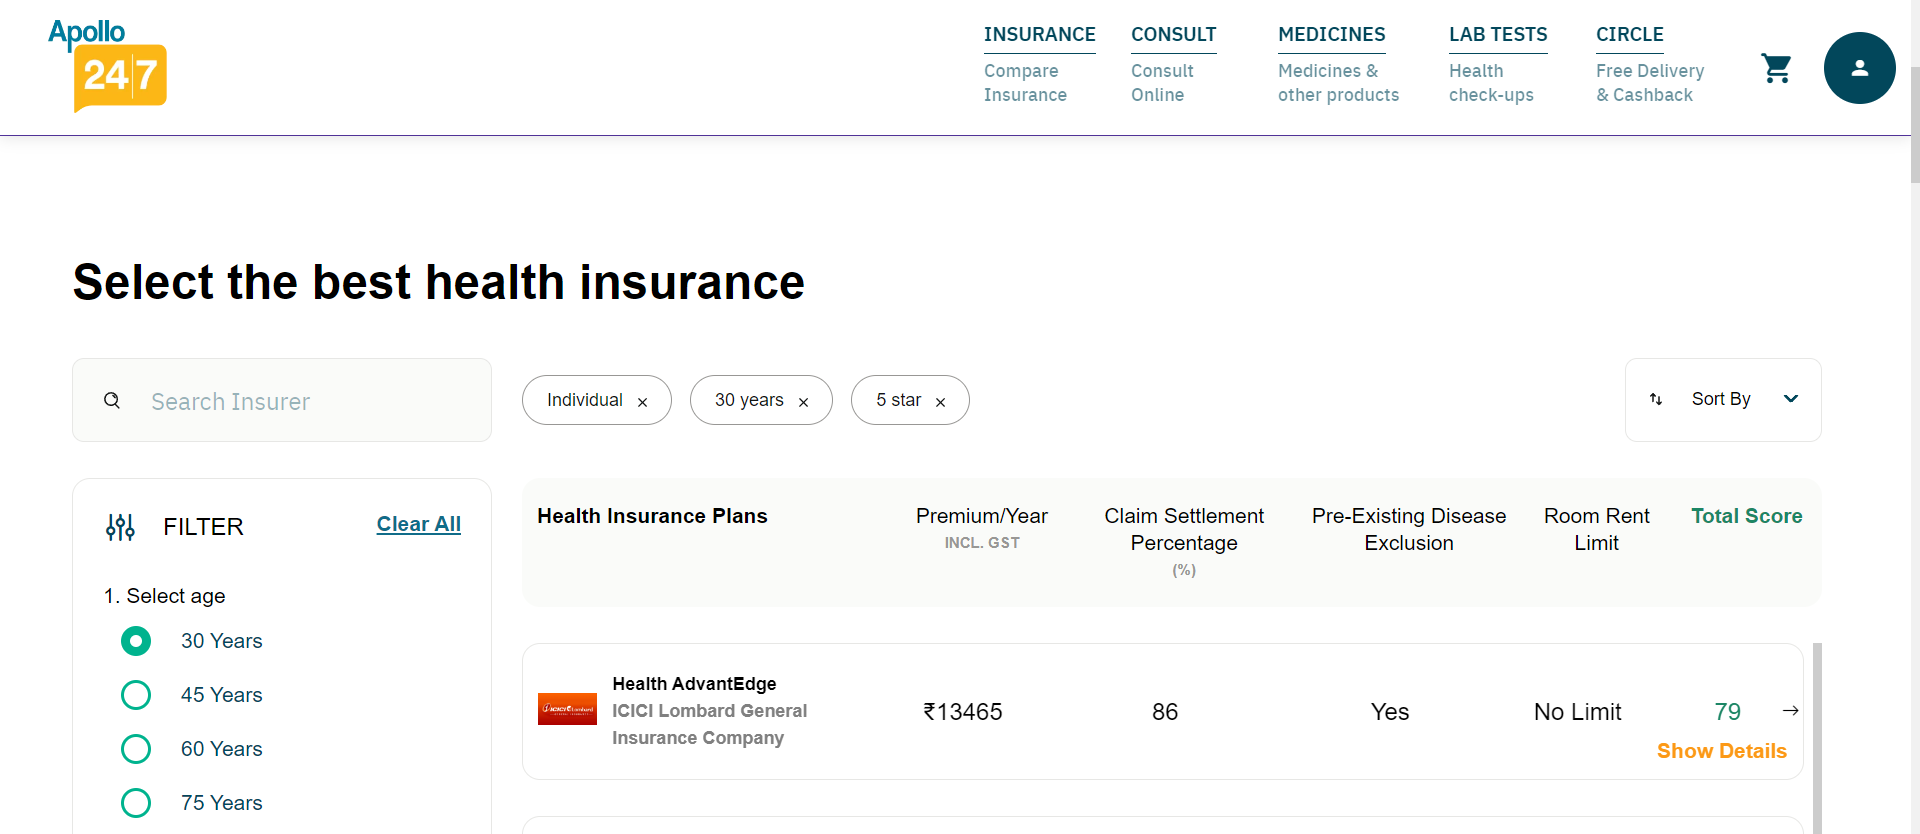 Apollo
24|7
INSURANCE
Compare
Insurance
CONSULT
Consult
Online
MEDICINES
Medicines &
other products
LAB TESTS
Health
check-ups
CIRCLE
Free Delivery
& Cashback
Select the best health insurance
Search Insurer
Individual ×
30 years ×
5 star ×
Sort By
FILTER
Clear All
1. Select age
30 Years
45 Years
60 Years
75 Years
Health Insurance Plans
Premium/Year
INCL. GST
Claim Settlement
Percentage
(%)
Pre-Existing Disease
Exclusion
Room Rent
Limit
Total Score
ICICI Lombard
Health AdvantEdge
ICICI Lombard General
Insurance Company
₹13465
86
Yes
No Limit
79
Show Details